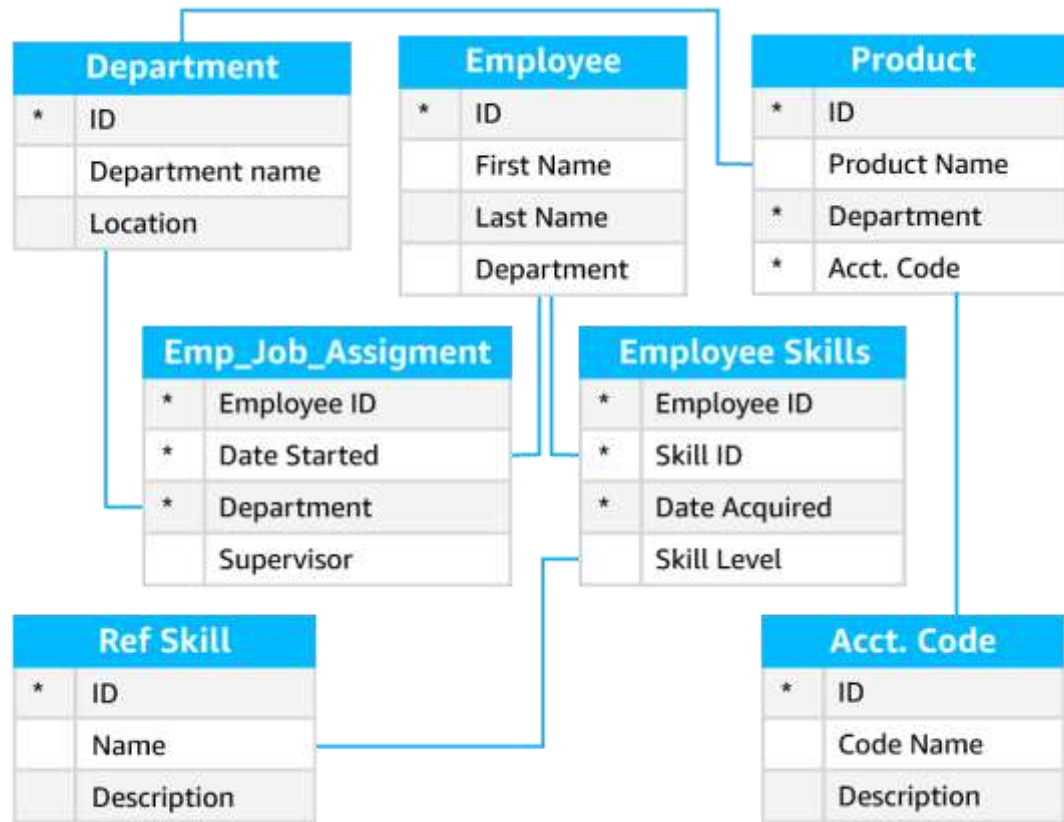 Department
* ID
Department name
Location
Employee
* ID
First Name
Last Name
Department
Product
* ID
Product Name
* Department
* Acct. Code
Emp_Job_Assigment
* Employee ID
* Date Started
* Department
Supervisor
Employee Skills
* Employee ID
* Skill ID
* Date Acquired
Skill Level
Ref Skill
* ID
Name
Description
Acct. Code
* ID
Code Name
Description